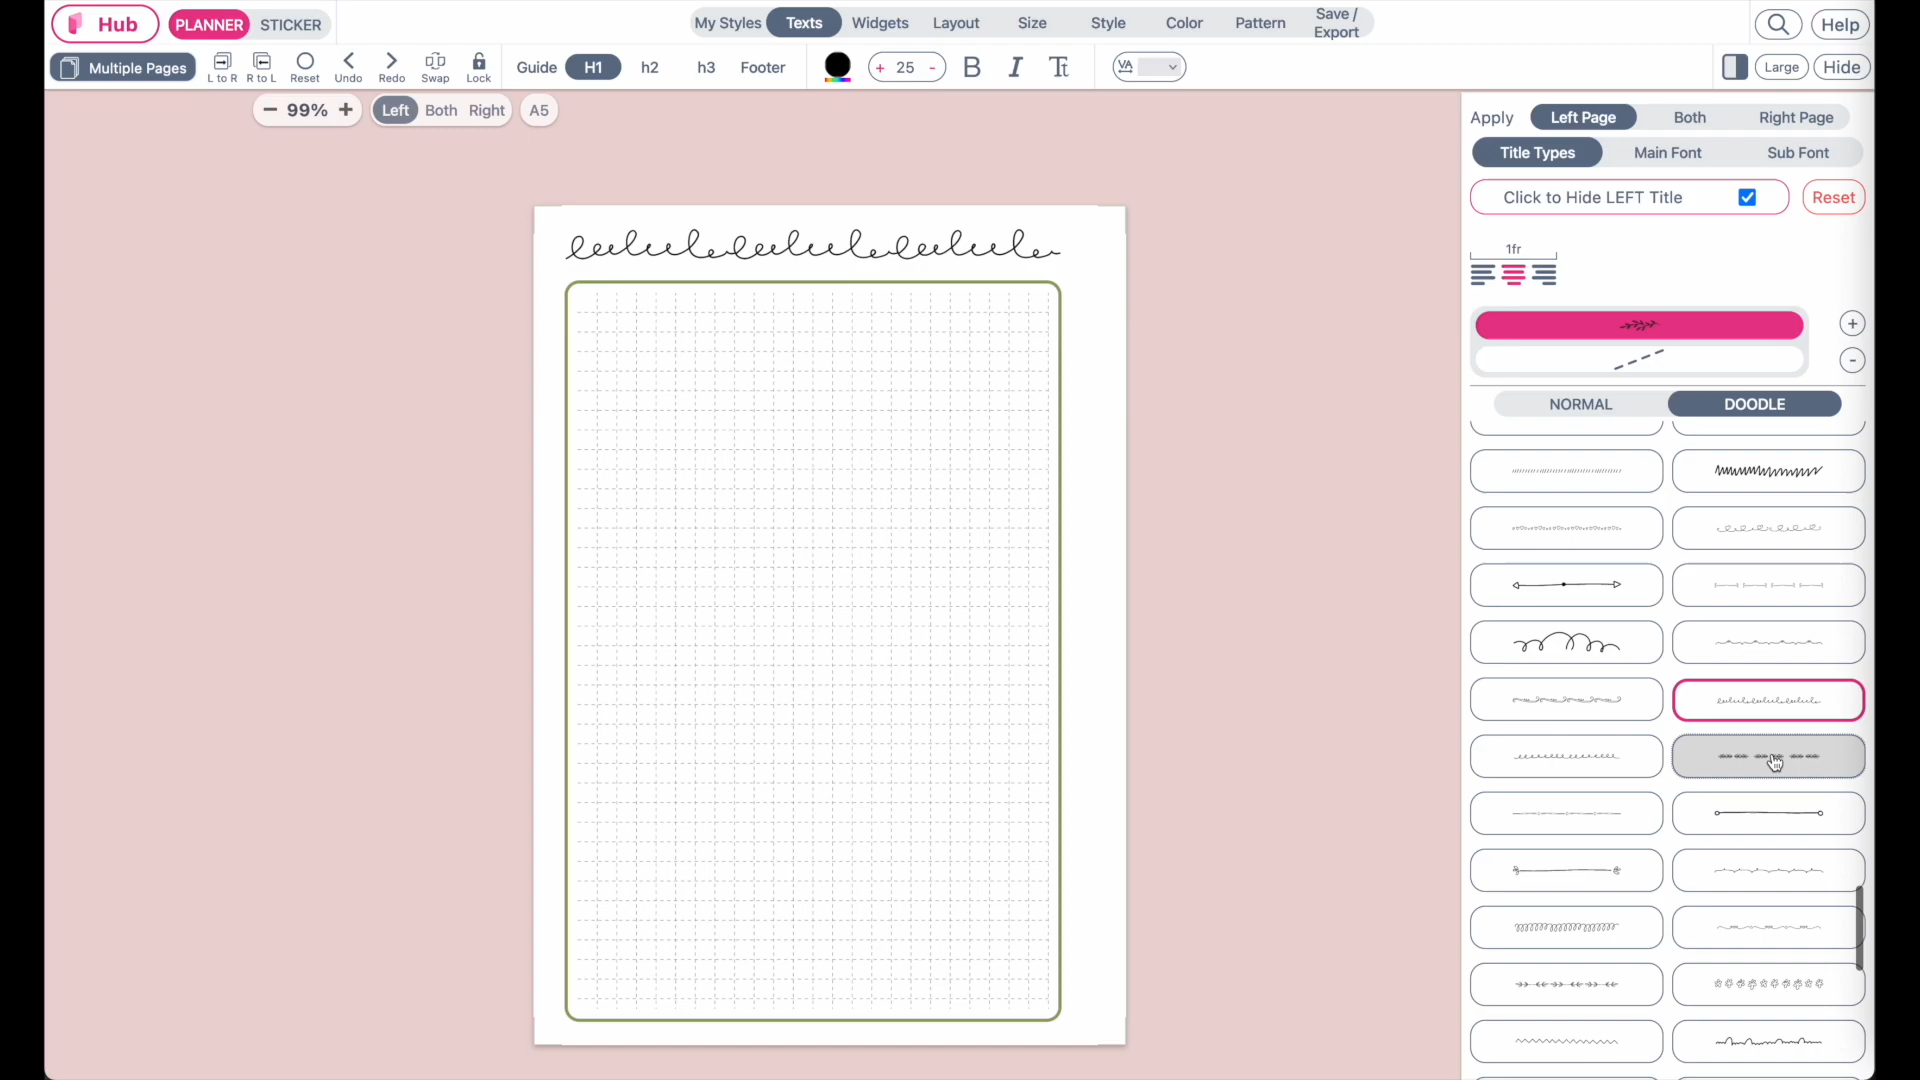 Hub PLANNER STICKER My Styles Texts Widgets Layout Size Style Color Pattern Save / Export Help
Multiple Pages L to R R to L Reset Undo Redo Swap Lock Guide H1 h2 h3 Footer + 25 - B I Tt VA Large Hide
− 99% + Left Both Right A5
Apply Left Page Both Right Page
Title Types Main Font Sub Font
Click to Hide LEFT Title Reset
1fr
+
-
NORMAL DOODLE